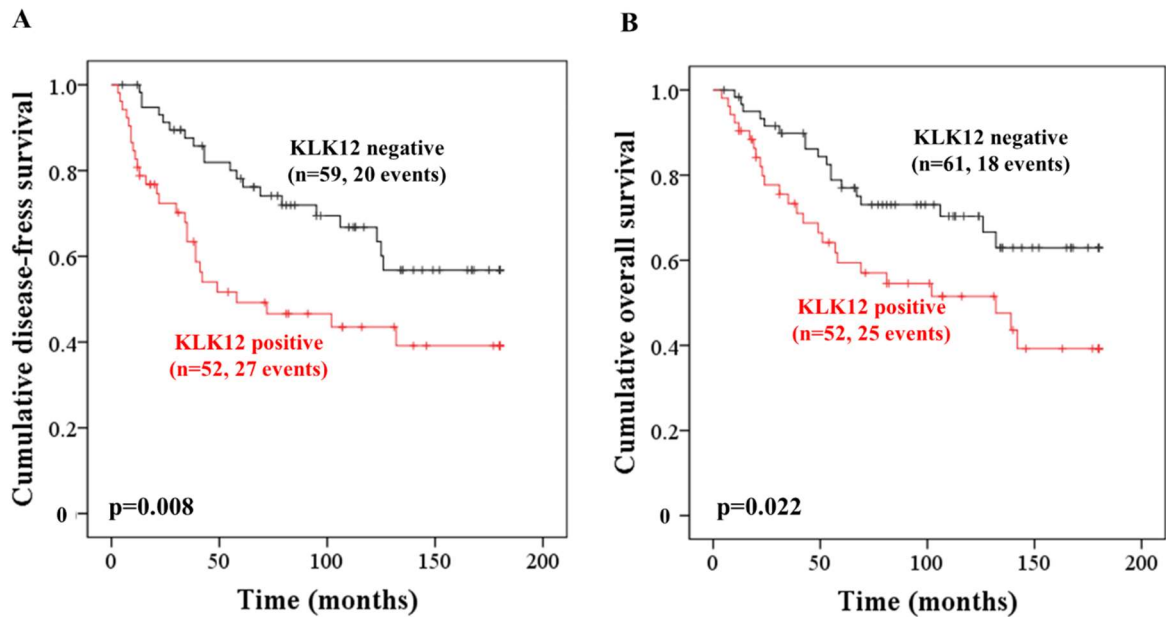 A
Cumulative disease-fress survival
1.0
0.8
0.6
0.4
0.2
0
KLK12 negative
(n=59, 20 events)
KLK12 positive
(n=52, 27 events)
p=0.008
0
50
100
150
200
Time (months)
B
Cumulative overall survival
1.0
0.8
0.6
0.4
0.2
0
KLK12 negative
(n=61, 18 events)
KLK12 positive
(n=52, 25 events)
p=0.022
0
50
100
150
200
Time (months)